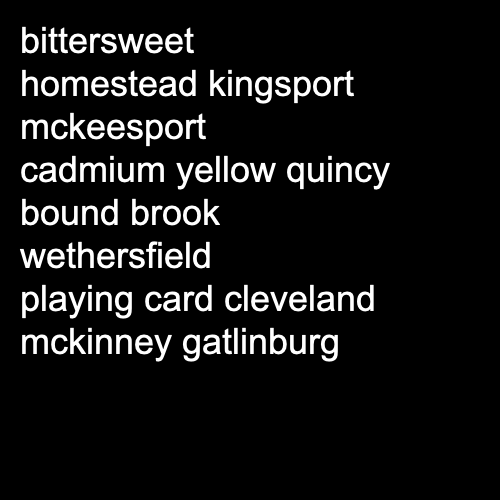 bittersweet
homestead kingsport
mckeesport
cadmium yellow quincy
bound brook
wethersfield
playing card cleveland
mckinney gatlinburg